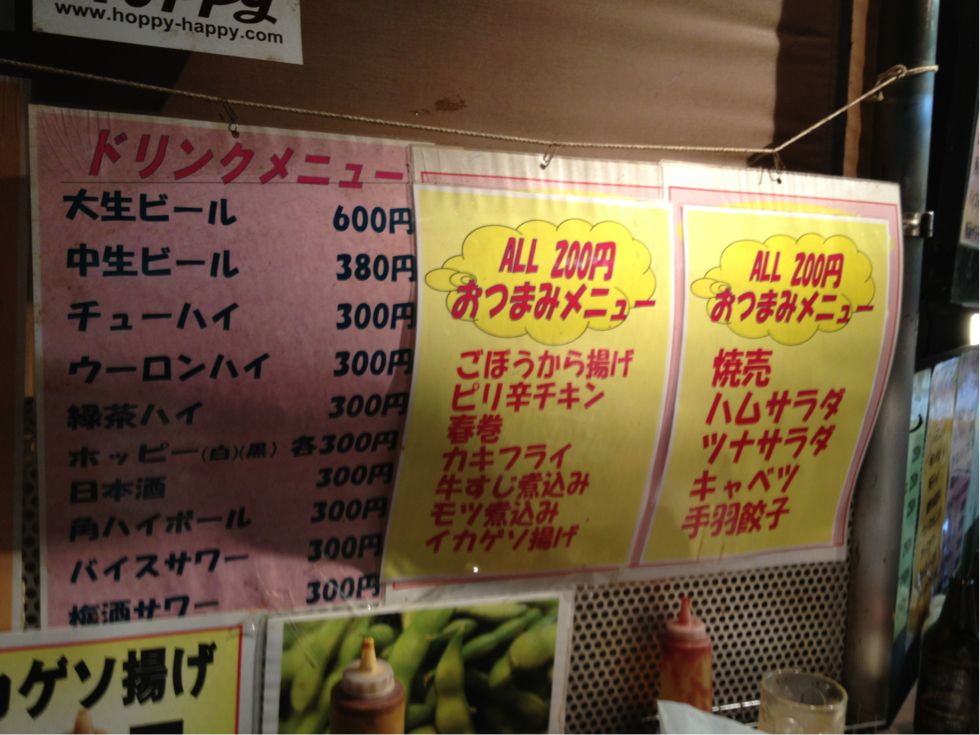 HOPPY
www.hoppy-happy.com
ドリンクメニュー
大生ビール 600円
中生ビール 380円
チューハイ 300円
ウーロンハイ 300円
緑茶ハイ 300円
ホッピー(白)(黒) 各300円
日本酒 300円
角ハイボール 300円
バイスサワー 300円
梅酒サワー 300円
ALL 200円
おつまみメニュー
ごぼうから揚げ
ピリ辛チキン
春巻
カキフライ
牛すじ煮込み
モツ煮込み
イカゲソ揚げ
ALL 200円
おつまみメニュー
焼売
ハムサラダ
ツナサラダ
キャベツ
手羽餃子
カゲソ揚げ